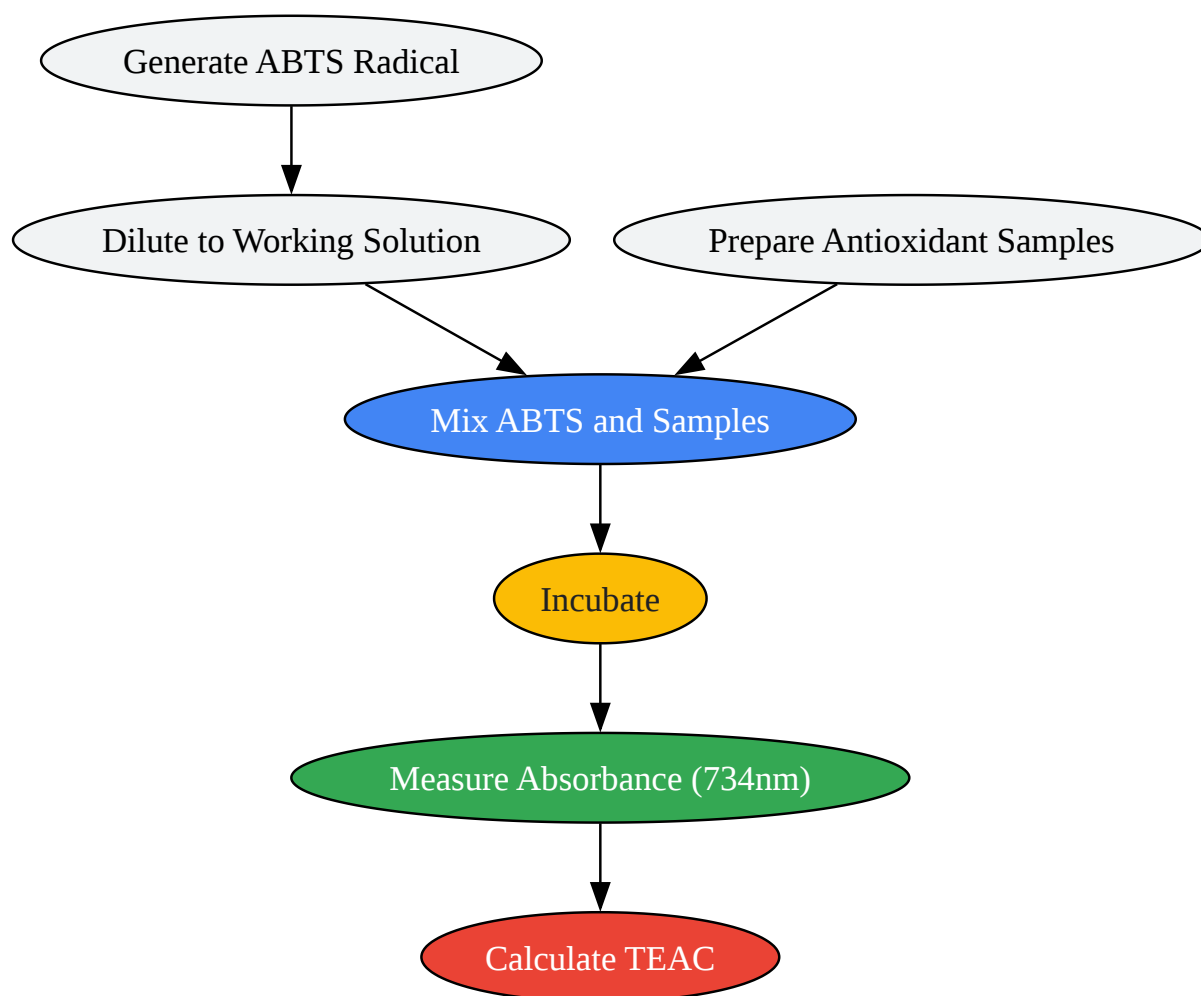 Generate ABTS Radical
Dilute to Working Solution
Prepare Antioxidant Samples
Mix ABTS and Samples
Incubate
Measure Absorbance (734nm)
Calculate TEAC